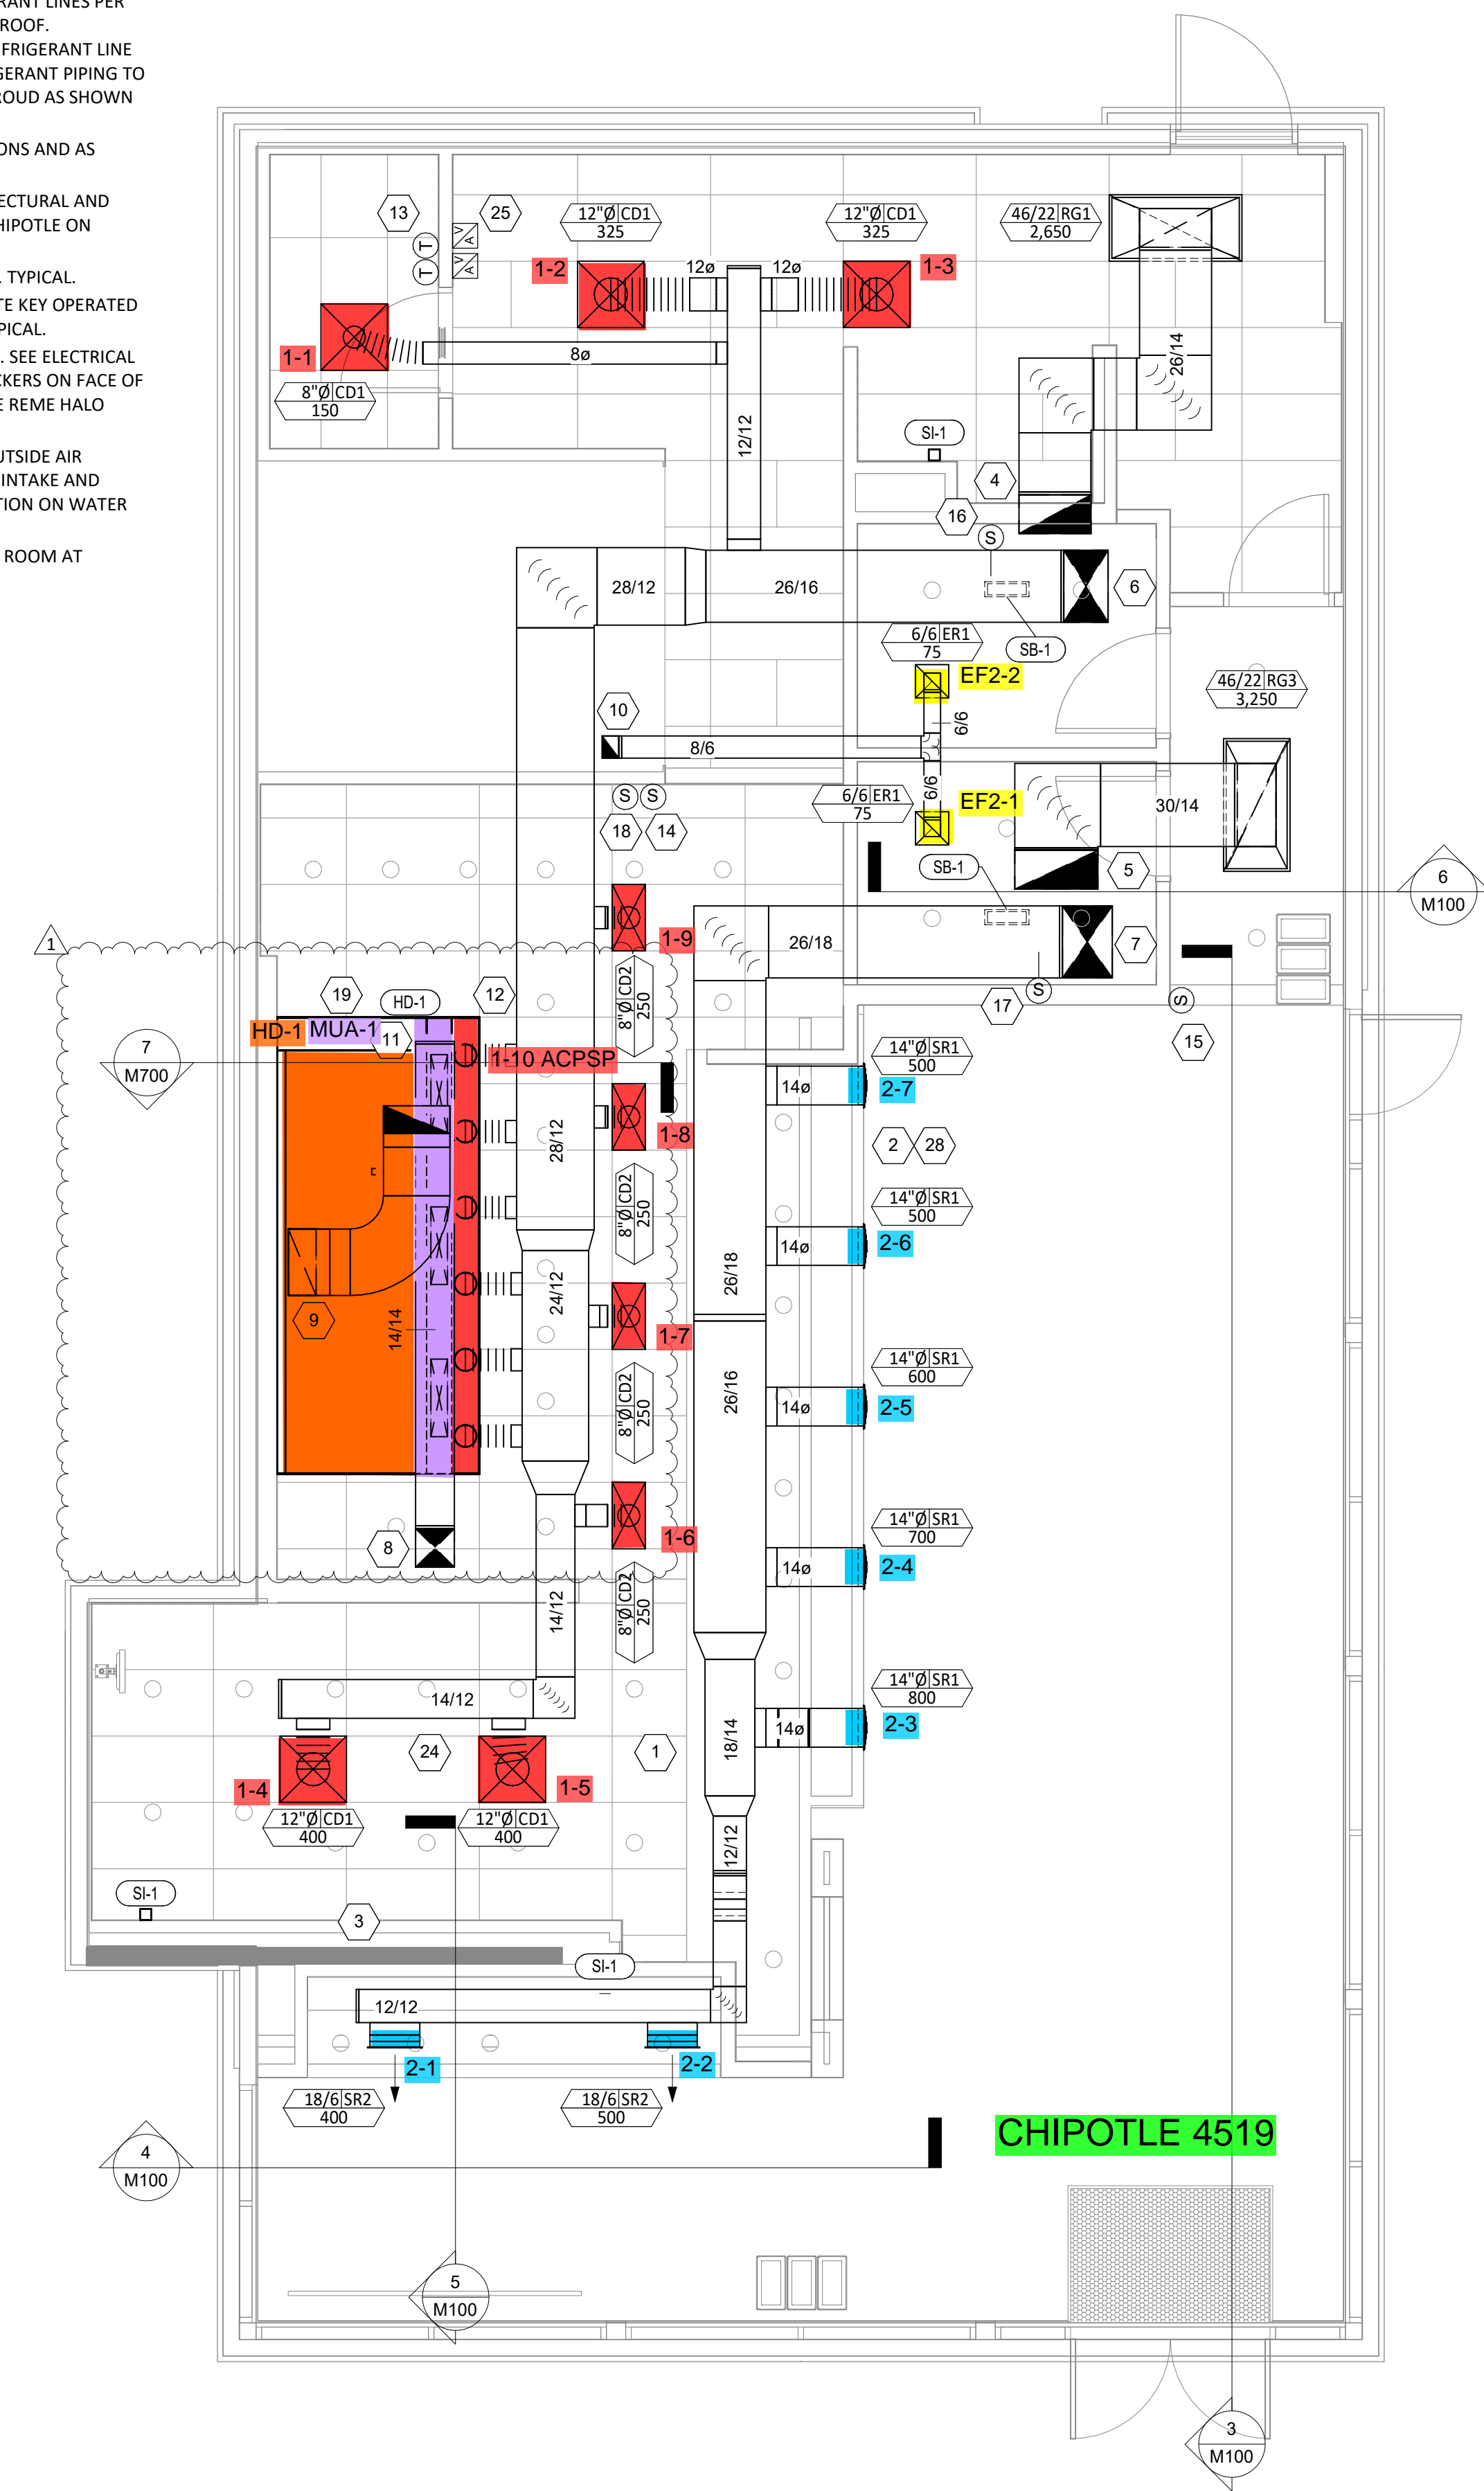 RANT LINES PER
ROOF.
FRIGERANT LINE
GERANT PIPING TO
ROUD AS SHOWN
ONS AND AS
ECTURAL AND
HIPOTLE ON
. TYPICAL.
TE KEY OPERATED
PICAL.
. SEE ELECTRICAL
CKERS ON FACE OF
E REME HALO
UTSIDE AIR
INTAKE AND
TION ON WATER
ROOM AT
13
25
T
T
V
A
V
A
12"Ø CD1
325
12"Ø CD1
325
46/22 RG1
2,650
1-2
12ø
12ø
1-3
1-1
8ø
8"Ø CD1
150
26/14
12/12
SI-1
4
16
S
28/12
26/16
6
6/6 ER1
75
SB-1
EF2-2
46/22 RG3
3,250
10
8/6
6/6
S
S
6/6 ER1
75
6/6
EF2-1
30/14
18
14
SB-1
5
6
M100
1
1-9
26/18
7
19
HD-1
12
8"Ø CD2
250
17
S
S
HD-1
MUA-1
11
1-10 ACPSP
15
7
M700
14"Ø SR1
500
14ø
2-7
1-8
28/12
2
28
8"Ø CD2
250
14"Ø SR1
500
14ø
2-6
26/18
24/12
9
14/14
1-7
14"Ø SR1
600
26/16
14ø
2-5
8"Ø CD2
250
14"Ø SR1
700
1-6
8
14ø
2-4
14/12
8"Ø CD2
250
14/12
14"Ø SR1
800
14ø
2-3
18/14
24
1
1-4
1-5
12"Ø CD1
400
12"Ø CD1
400
12/12
SI-1
3
SI-1
12/12
2-1
2-2
18/6 SR2
400
18/6 SR2
500
CHIPOTLE 4519
4
M100
5
M100
3
M100